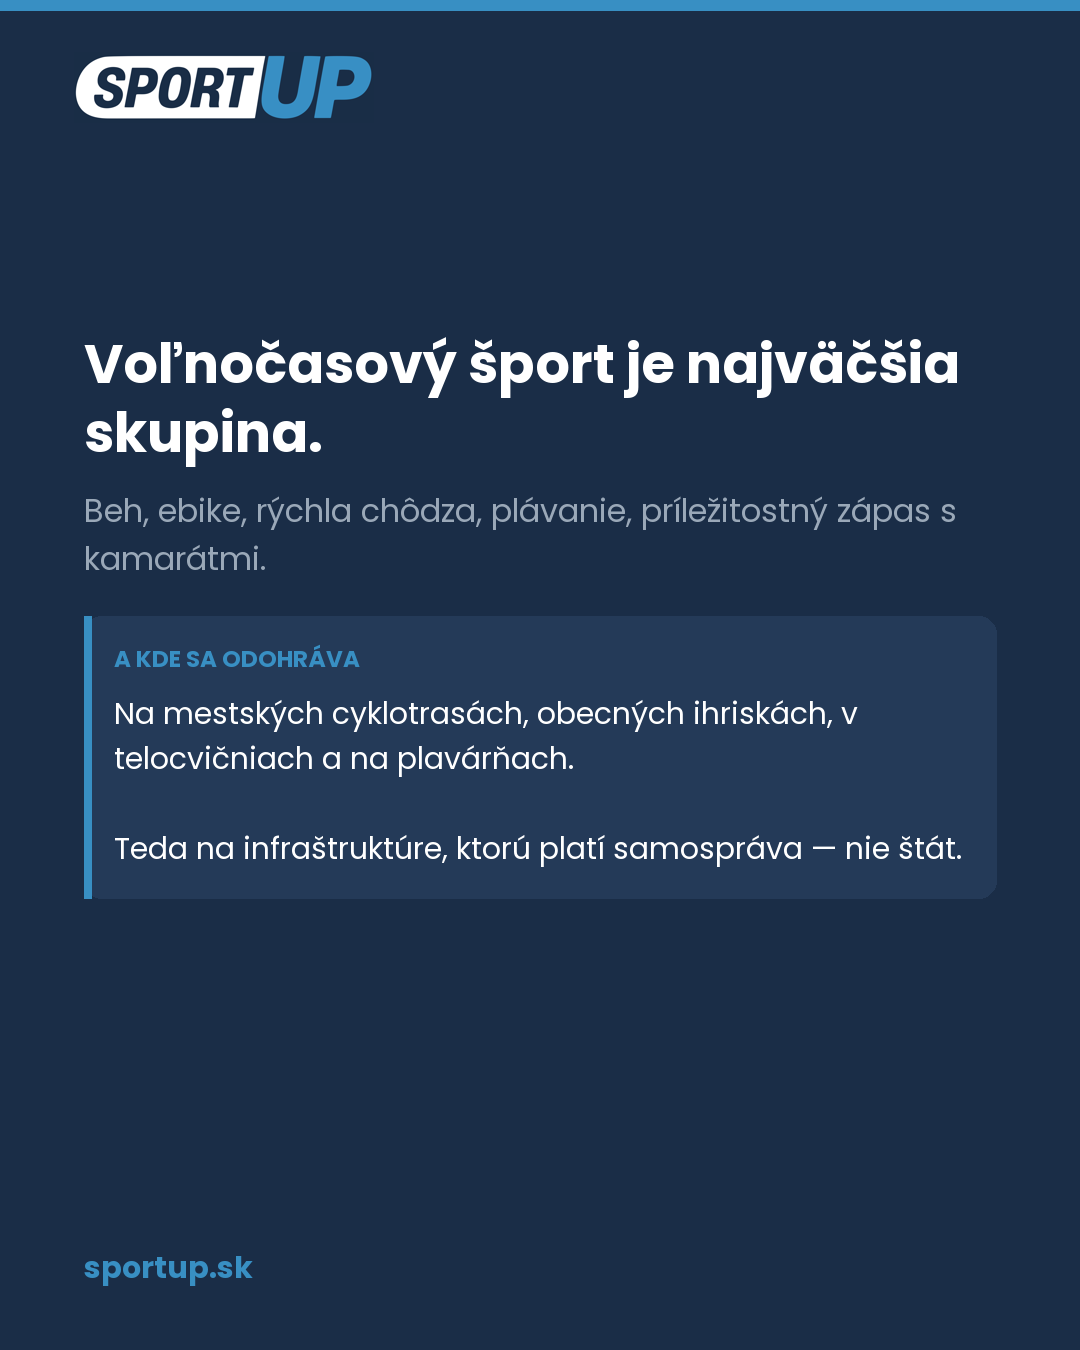 SPORTUP
Voľnočasový šport je najväčšia
skupina.
Beh, ebike, rýchla chôdza, plávanie, príležitostný zápas s
kamarátmi.
A KDE SA ODOHRÁVA
Na mestských cyklotrasách, obecných ihriskách, v
telocvičniach a na plavárňach.
Teda na infraštruktúre, ktorú platí samospráva — nie štát.
sportup.sk